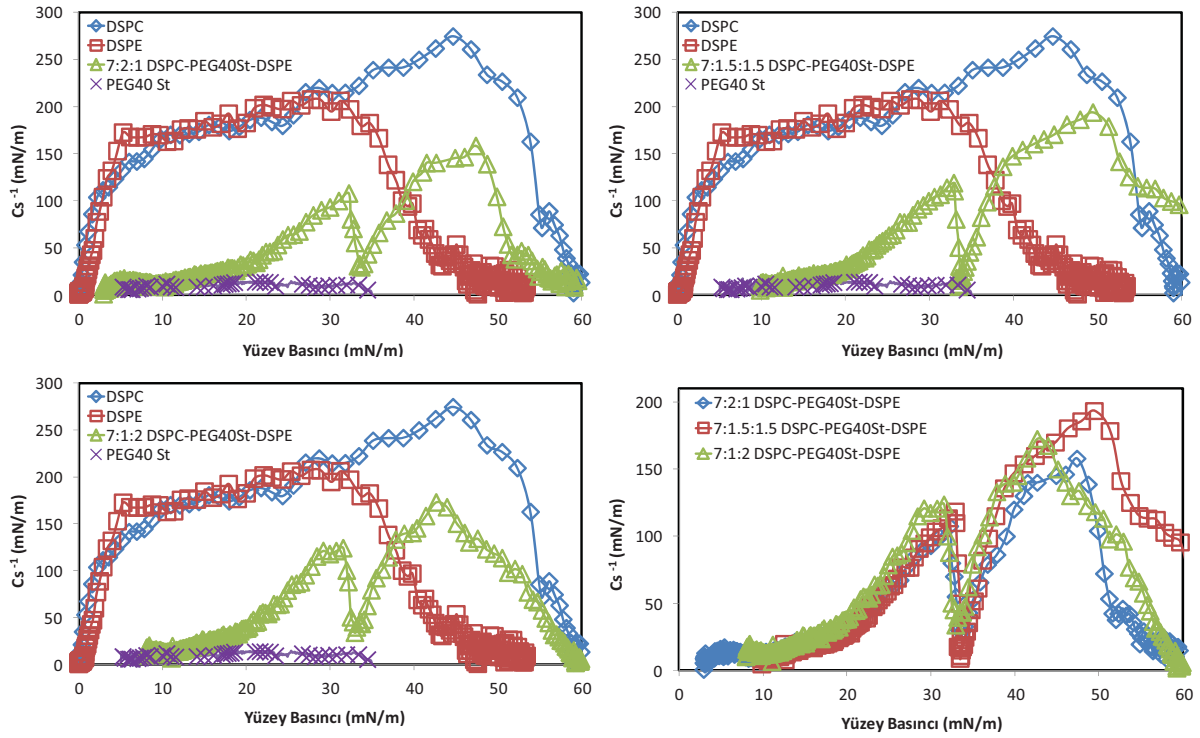 300
250
200
150
100
50
0
Cs⁻¹ (mN/m)
DSPC
DSPE
7:2:1 DSPC-PEG40St-DSPE
PEG40 St
0 10 20 30 40 50 60
Yüzey Basıncı (mN/m)
300
250
200
150
100
50
0
Cs⁻¹ (mN/m)
DSPC
DSPE
7:1.5:1.5 DSPC-PEG40St-DSPE
PEG40 St
0 10 20 30 40 50 60
Yüzey Basıncı (mN/m)
300
250
200
150
100
50
0
Cs⁻¹ (mN/m)
DSPC
DSPE
7:1:2 DSPC-PEG40St-DSPE
PEG40 St
0 10 20 30 40 50 60
Yüzey Basıncı (mN/m)
200
150
100
50
0
Cs⁻¹ (mN/m)
7:2:1 DSPC-PEG40St-DSPE
7:1.5:1.5 DSPC-PEG40St-DSPE
7:1:2 DSPC-PEG40St-DSPE
0 10 20 30 40 50 60
Yüzey Basıncı (mN/m)